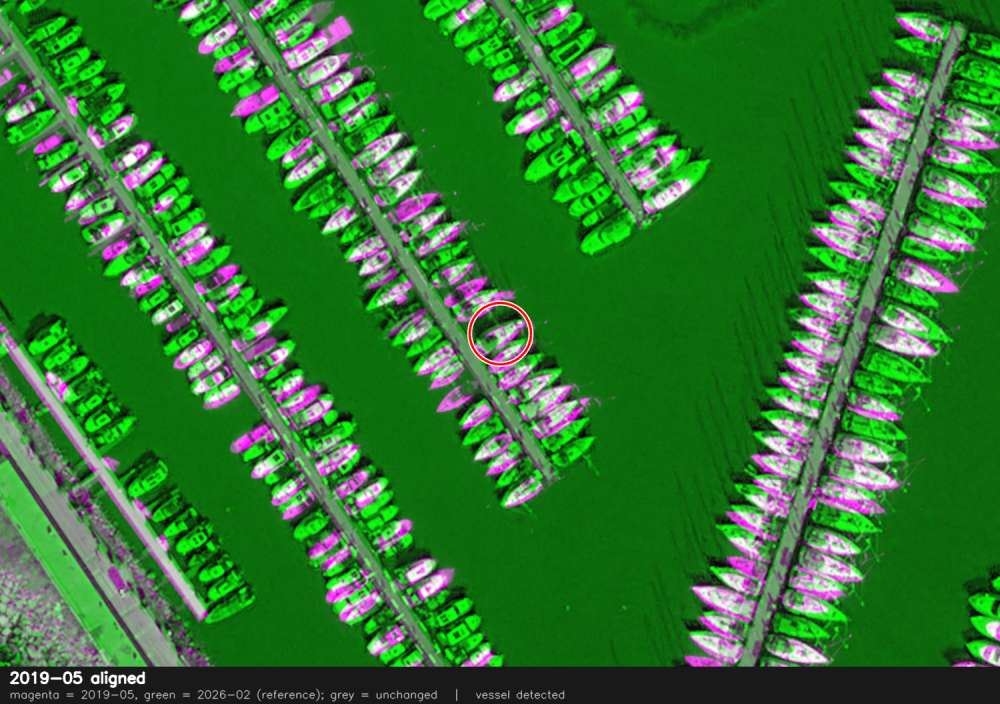 2019-05 aligned
magenta = 2019-05, green = 2026-02 (reference); grey = unchanged | vessel detected